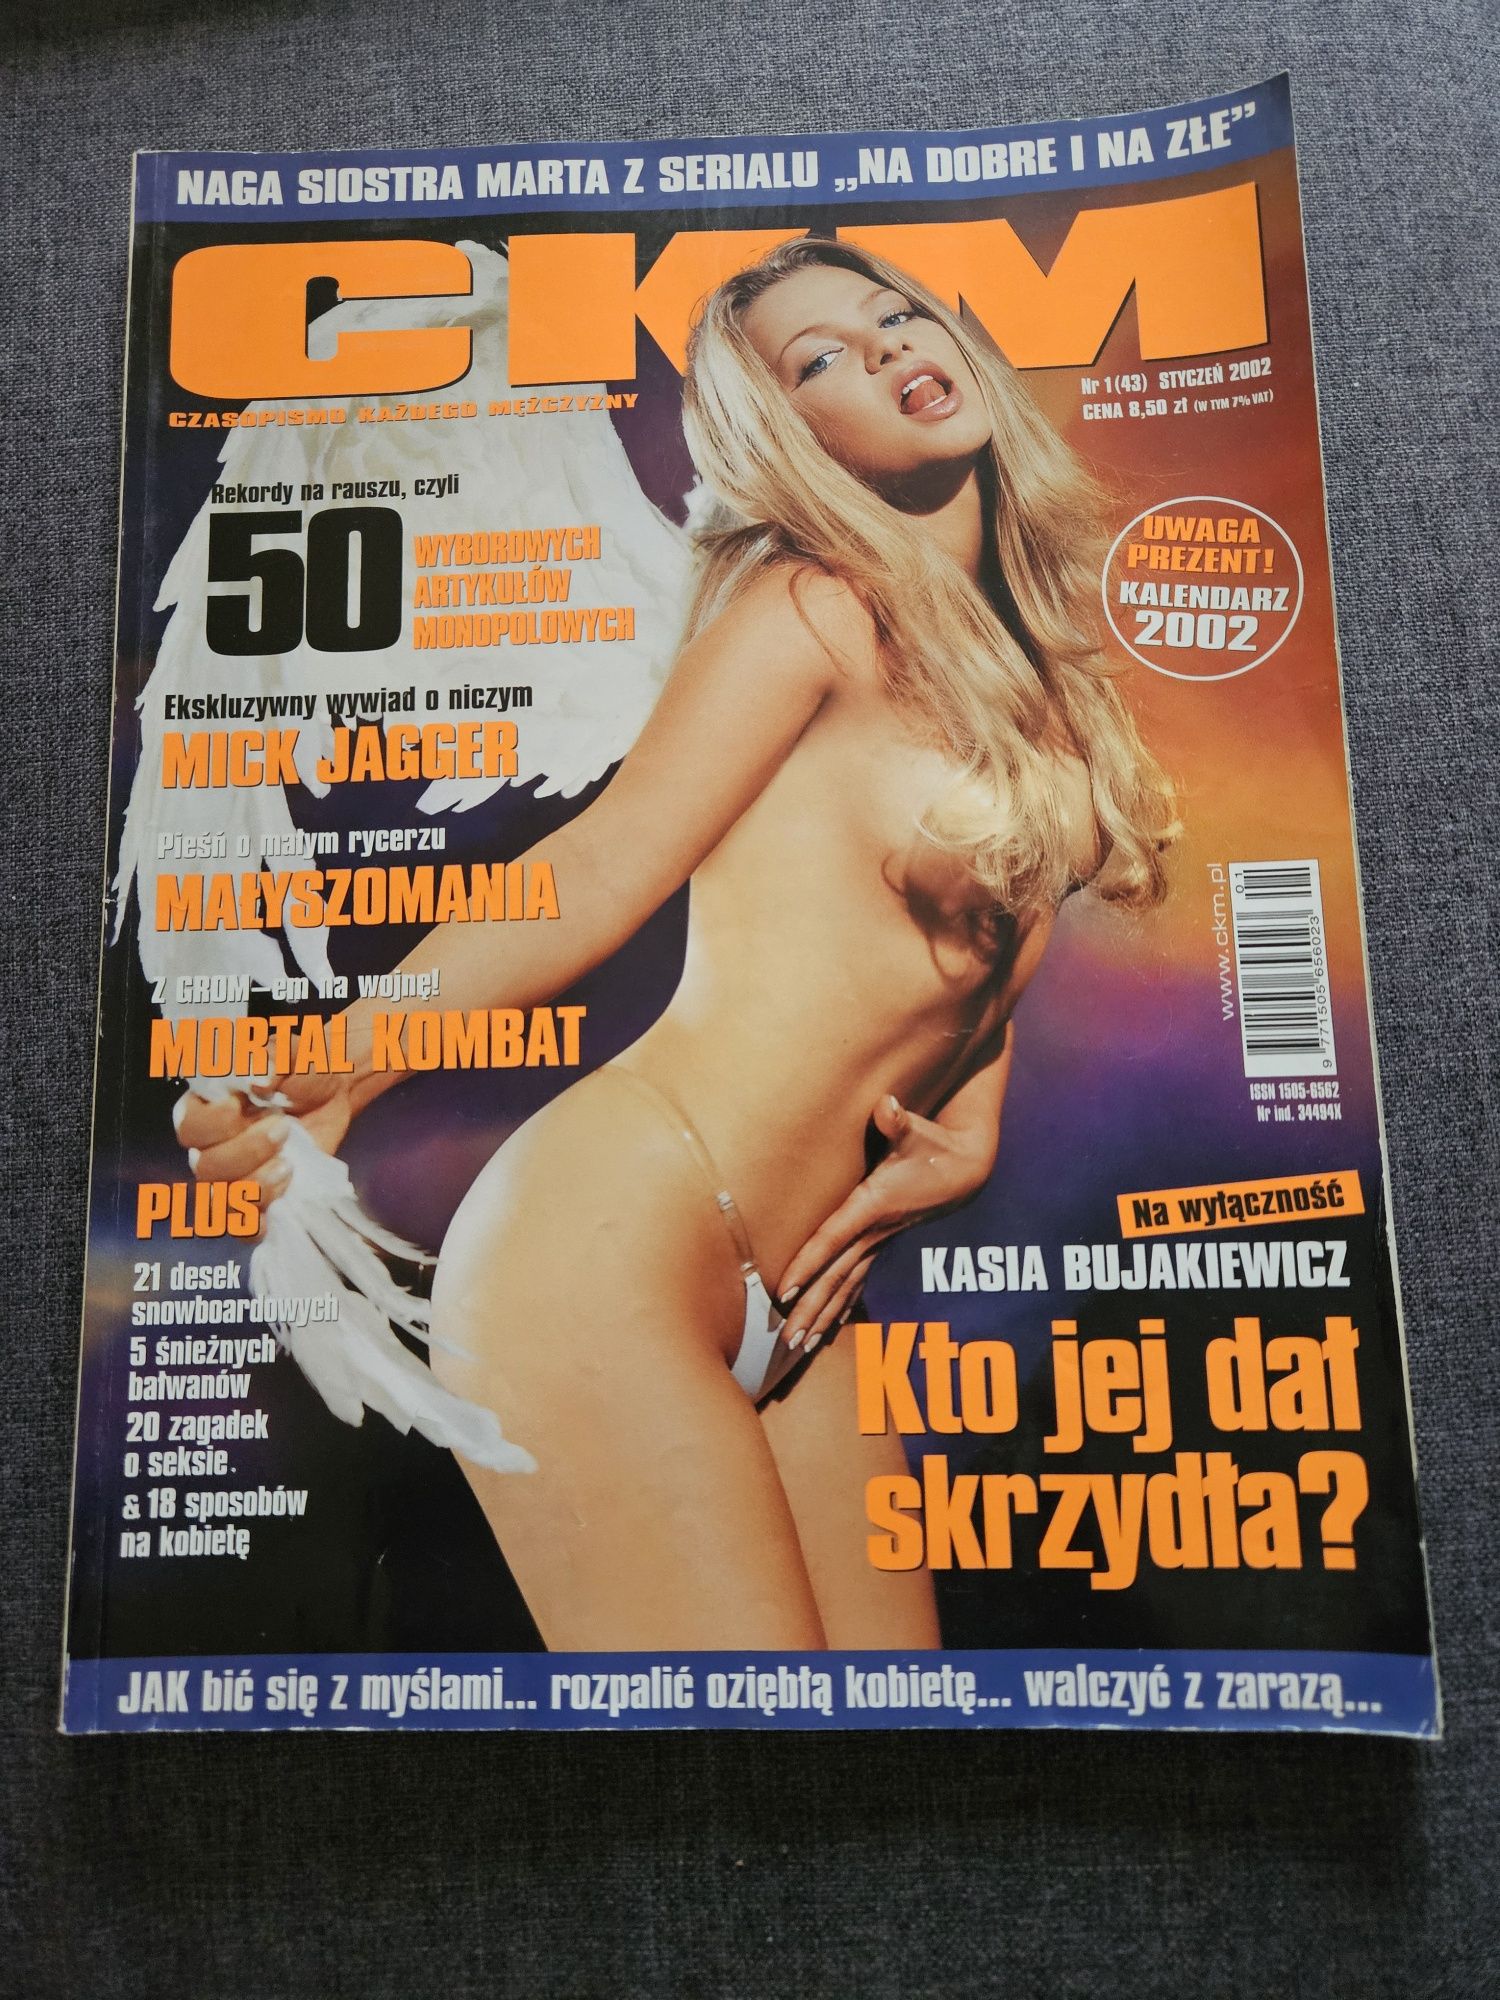 NAGA SIOSTRA MARTA Z SERIALU „NA DOBRE I NA ZŁE”
CKM
CZASOPISMO KAŻDEGO MĘŻCZYZNY
Nr 1 (43) STYCZEŃ 2002
CENA 8,50 zł (W TYM 7% VAT)
Rekordy na rauszu, czyli
50
WYBOROWYCH
ARTYKUŁÓW
MONOPOLOWYCH
UWAGA
PREZENT!
KALENDARZ
2002
Ekskluzywny wywiad o niczym
MICK JAGGER
Pieśń o małym rycerzu
MAŁYSZOMANIA
Z GROM-em na wojnę!
MORTAL KOMBAT
www.ckm.pl
01
9 771505 656023
ISSN 1505-6562
Nr ind. 34494X
PLUS
21 desek
snowboardowych
5 śnieżnych
bałwanów
20 zagadek
o seksie.
& 18 sposobów
na kobietę
Na wyłączność
KASIA BUJAKIEWICZ
Kto jej dał
skrzydła?
JAK bić się z myślami... rozpalić oziębłą kobietę... walczyć z zarazą...